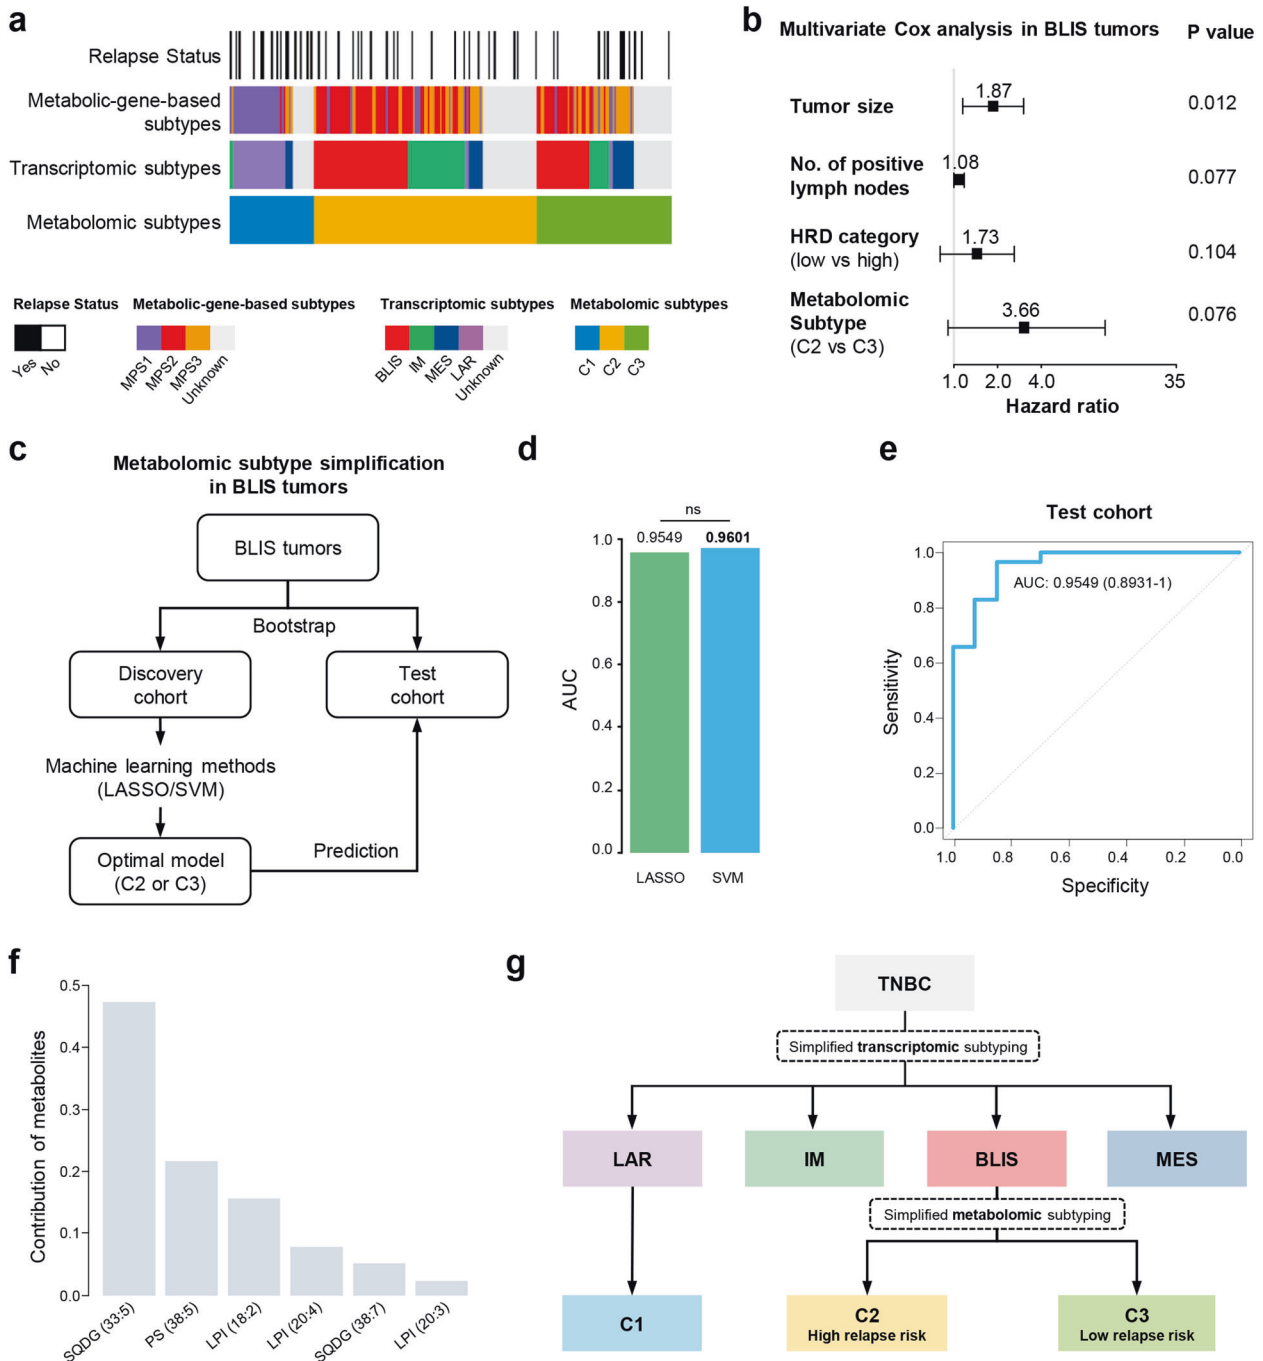 a
Relapse Status
Metabolic-gene-based
subtypes
Transcriptomic subtypes
Metabolomic subtypes
Relapse Status
Yes
No
Metabolic-gene-based subtypes
MPS1
MPS2
MPS3
Unknown
Transcriptomic subtypes
BLIS
IM
MES
LAR
Unknown
Metabolomic subtypes
C1
C2
C3
b
Multivariate Cox analysis in BLIS tumors
P value
Tumor size
1.87
0.012
No. of positive
lymph nodes
1.08
0.077
HRD category
(low vs high)
1.73
0.104
Metabolomic
Subtype
(C2 vs C3)
3.66
0.076
1.0 2.0 4.0 35
Hazard ratio
c
Metabolomic subtype simplification
in BLIS tumors
BLIS tumors
Bootstrap
Discovery
cohort
Test
cohort
Machine learning methods
(LASSO/SVM)
Optimal model
(C2 or C3)
Prediction
d
ns
0.9549 0.9601
1.0
0.8
0.6
0.4
0.2
0.0
AUC
LASSO SVM
e
Test cohort
AUC: 0.9549 (0.8931-1)
1.0
0.8
0.6
0.4
0.2
0.0
Sensitivity
1.0 0.8 0.6 0.4 0.2 0.0
Specificity
f
0.5
0.4
0.3
0.2
0.1
0.0
Contribution of metabolites
SQDG (33:5)
PS (38:5)
LPI (18:2)
LPI (20:4)
SQDG (38:7)
LPI (20:3)
g
TNBC
Simplified transcriptomic subtyping
LAR IM BLIS MES
Simplified metabolomic subtyping
C1
C2
High relapse risk
C3
Low relapse risk